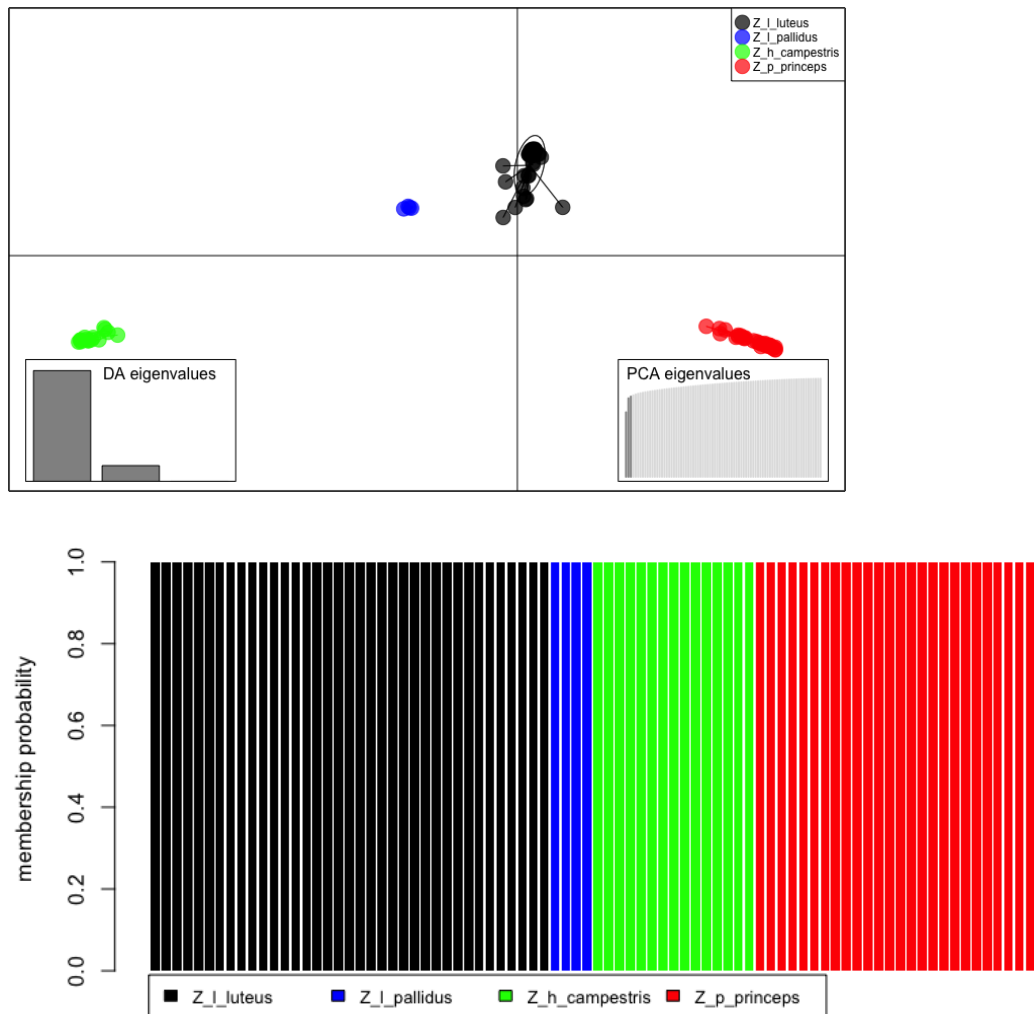 Z_l_luteus
Z_l_pallidus
Z_h_campestris
Z_p_princeps
DA eigenvalues
PCA eigenvalues
membership probability
1.0
0.8
0.6
0.4
0.2
0.0
Z_l_luteus Z_l_pallidus Z_h_campestris Z_p_princeps